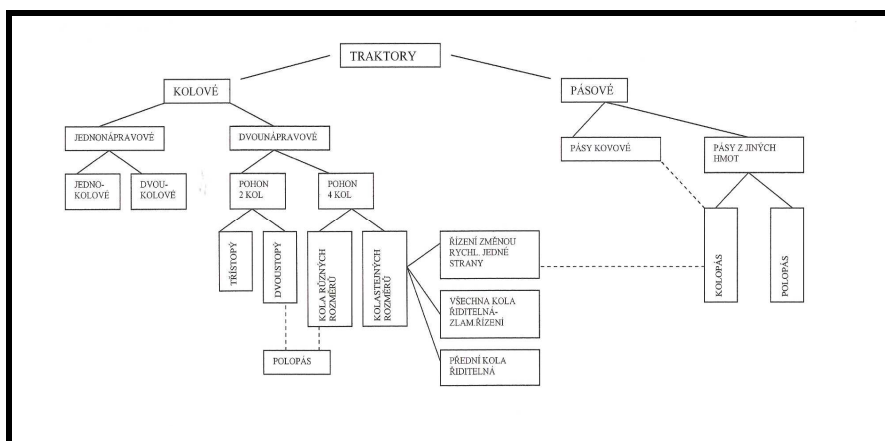 TRAKTORY
KOLOVÉ
PÁSOVÉ
JEDNONÁPRAVOVÉ
DVOUNÁPRAVOVÉ
PÁSY KOVOVÉ
PÁSY Z JINÝCH
HMOT
JEDNO-
KOLOVÉ
DVOU-
KOLOVÉ
POHON
2 KOL
POHON
4 KOL
TŘÍSTOPÝ
DVOUSTOPÝ
KOLA RŮZNÝCH
ROZMĚRŮ
KOLASTEJNÝCH
ROZMĚRŮ
ŘÍZENÍ ZMĚNOU
RYCHL. JEDNÉ
STRANY
KOLOPÁS
POLOPÁS
VŠECHNA KOLA
ŘIDITELNÁ-
ZLAM.ŘÍZENÍ
POLOPÁS
PŘEDNÍ KOLA
ŘIDITELNÁ